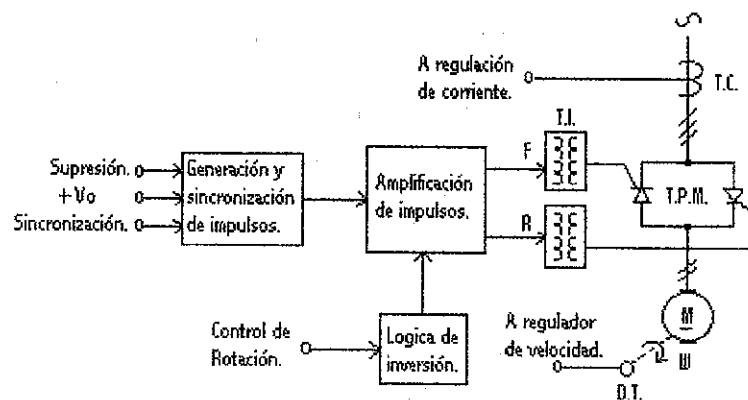 A regulación
de corriente.
T.C.
T.I.
F
Supresión.
+Vo
Sincronización.
Generación y
sincronización
de impulsos.
Amplificación
de impulsos.
T.P.M.
R
Control de
Rotación.
Logica de
inversión.
A regulador
de velocidad.
M
W
D.T.